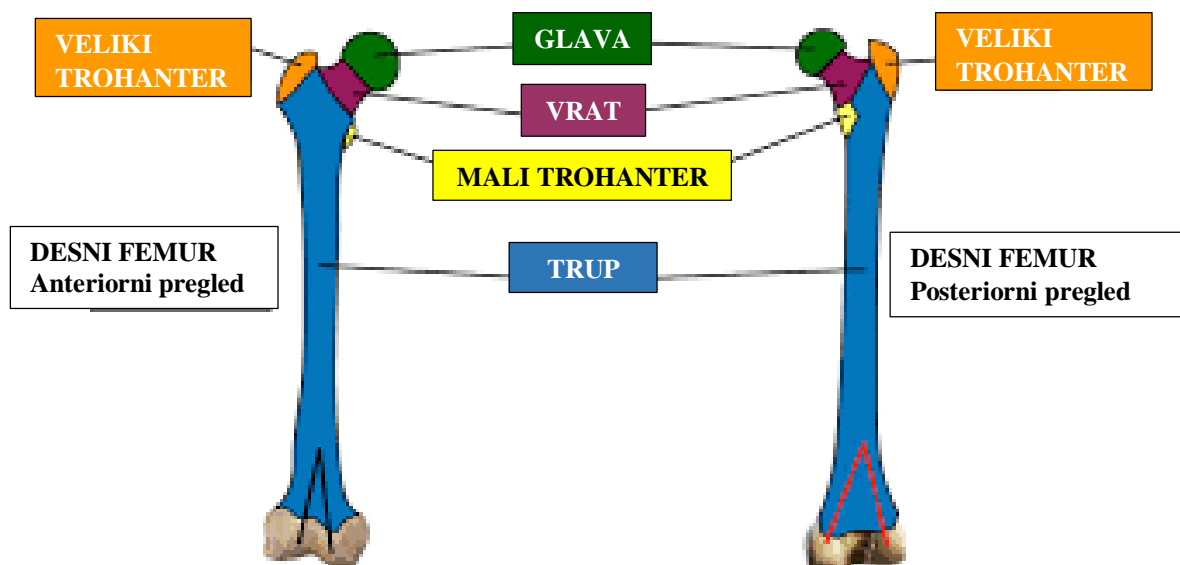 VELIKI
TROHANTER
GLAVA
VELIKI
TROHANTER
VRAT
MALI TROHANTER
DESNI FEMUR
Anteriorni pregled
TRUP
DESNI FEMUR
Posteriorni pregled